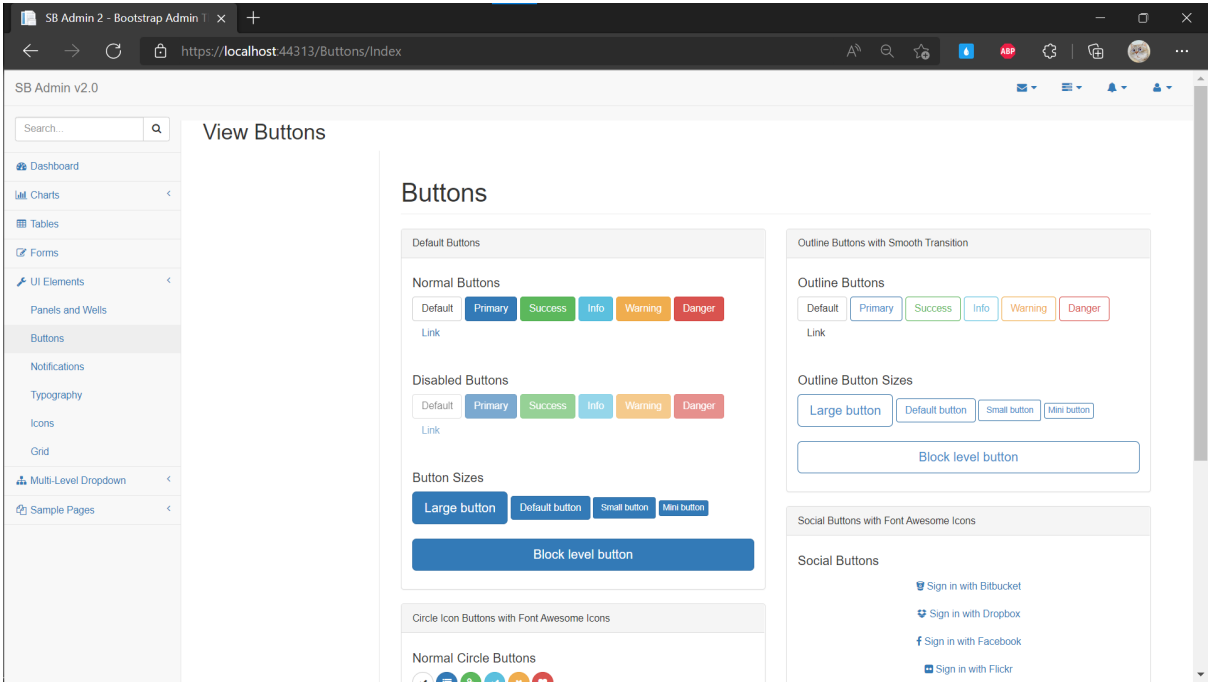 SB Admin 2 - Bootstrap Admin T
https://localhost:44313/Buttons/Index
ABP
SB Admin v2.0
Search...
View Buttons
Dashboard
Charts
Tables
Forms
UI Elements
Panels and Wells
Buttons
Notifications
Typography
Icons
Grid
Multi-Level Dropdown
Sample Pages
Buttons
Default Buttons
Normal Buttons
Default Primary Success Info Warning Danger
Link
Disabled Buttons
Default Primary Success Info Warning Danger
Link
Button Sizes
Large button Default button Small button Mini button
Block level button
Circle Icon Buttons with Font Awesome Icons
Normal Circle Buttons
Outline Buttons with Smooth Transition
Outline Buttons
Default Primary Success Info Warning Danger
Link
Outline Button Sizes
Large button Default button Small button Mini button
Block level button
Social Buttons with Font Awesome Icons
Social Buttons
Sign in with Bitbucket
Sign in with Dropbox
Sign in with Facebook
Sign in with Flickr